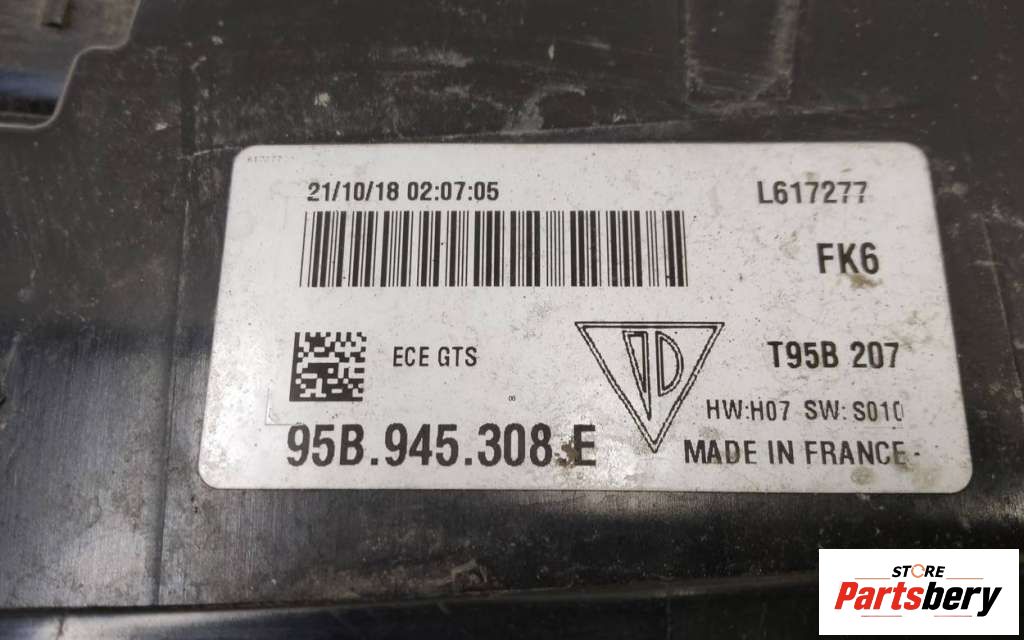 21/10/18 02:07:05
L617277
FK6
ECE GTS
T95B 207
06
HW:H07 SW:S010
95B.945.308 E
MADE IN FRANCE
STORE
Partsbery